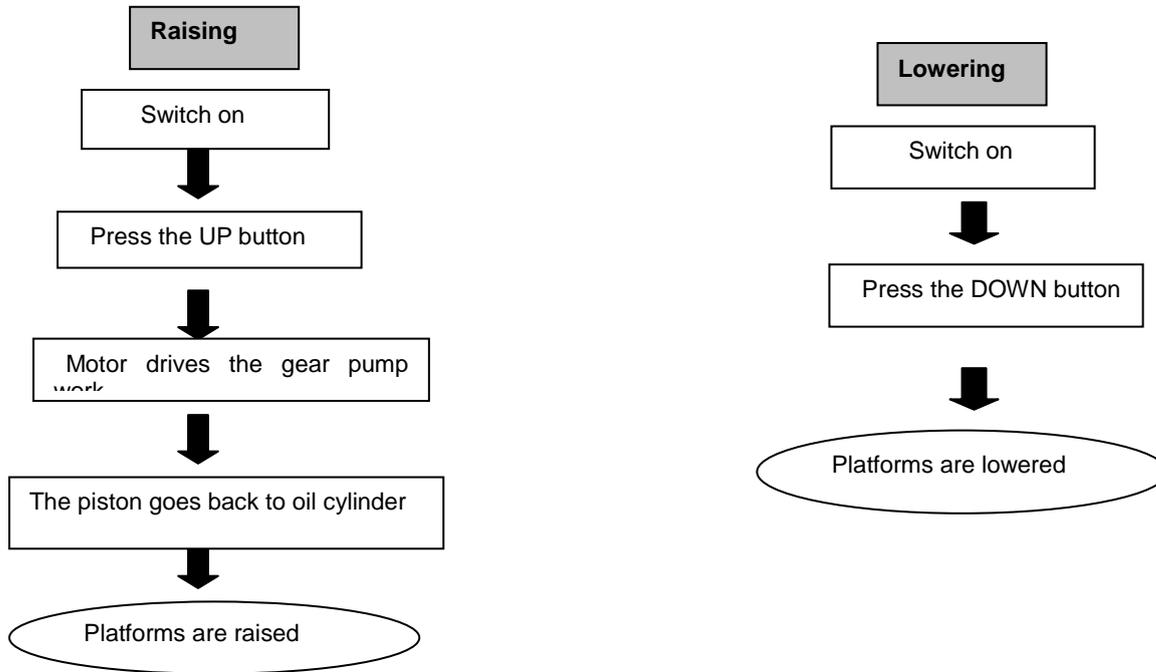 Raising
Switch on
Press the UP button
Motor drives the gear pump
work
The piston goes back to oil cylinder
Platforms are raised
Lowering
Switch on
Press the DOWN button
Platforms are lowered